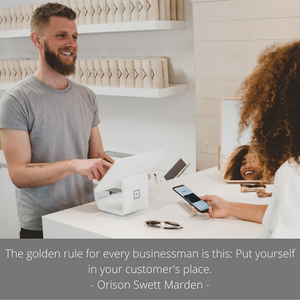 The golden rule for every businessman is this: Put yourself
in your customer's place.
- Orison Swett Marden -